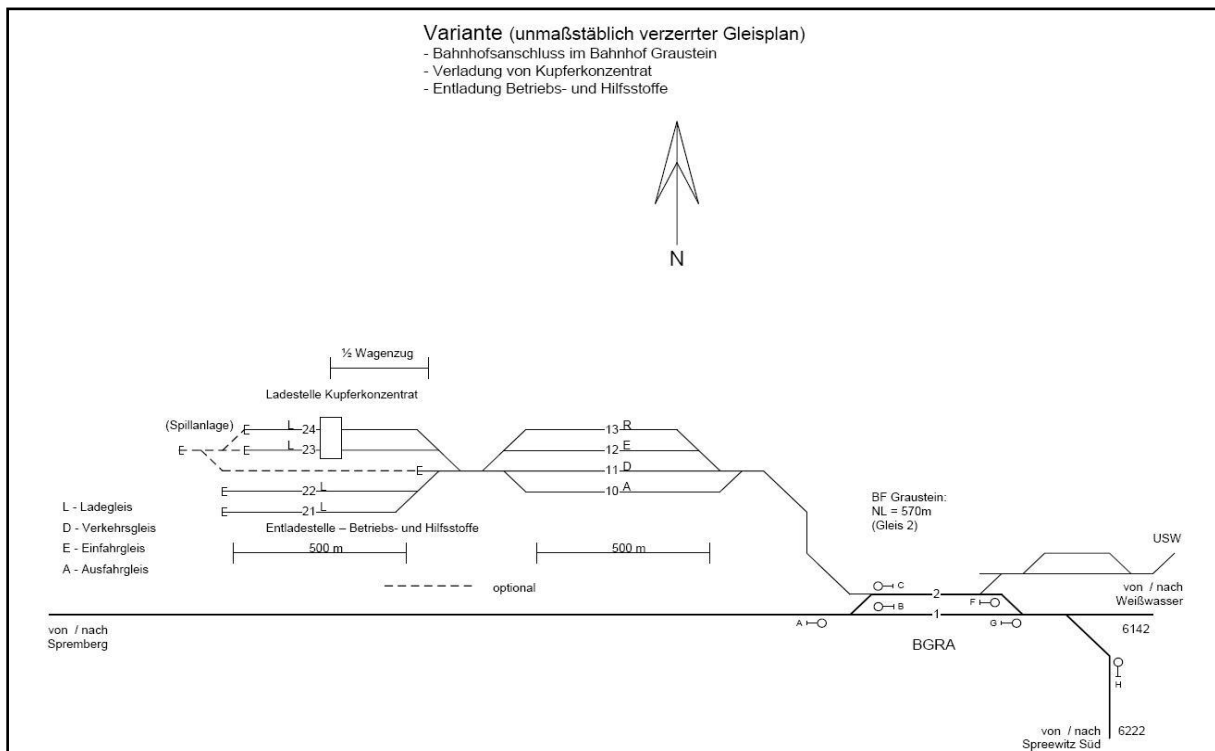 Variante (unmaßstäblich verzerrter Gleisplan)
- Bahnhofsanschluss im Bahnhof Graustein
- Verladung von Kupferkonzentrat
- Entladung Betriebs- und Hilfsstoffe
N
½ Wagenzug
Ladestelle Kupferkonzentrat
(Spillanlage)
E
L
24
13
R
E
E
L
23
12
E
E
11
D
E
22
L
10
A
E
21
L
L - Ladegleis
D - Verkehrsgleis
E - Einfahrgleis
A - Ausfahrgleis
Entladestelle – Betriebs- und Hilfsstoffe
500 m
500 m
optional
BF Graustein:
NL = 570m
(Gleis 2)
USW
C
2
B
F
1
A
G
von / nach
Weißwasser
6142
von / nach
Spremberg
BGRA
H
von / nach
Spreewitz Süd
6222